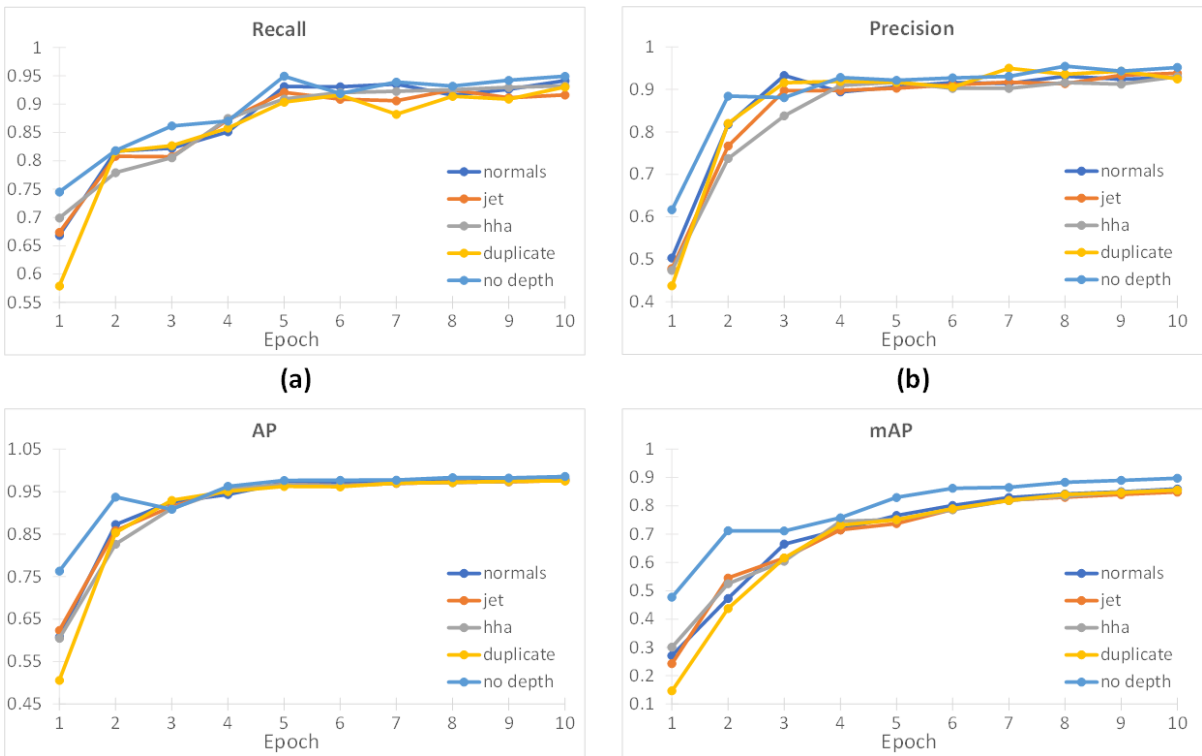 Recall
1
0.95
0.9
0.85
0.8
0.75
0.7
0.65
0.6
0.55
normals
jet
hha
duplicate
no depth
1 2 3 4 5 6 7 8 9 10
Epoch
(a)
Precision
1
0.9
0.8
0.7
0.6
0.5
0.4
normals
jet
hha
duplicate
no depth
1 2 3 4 5 6 7 8 9 10
Epoch
(b)
AP
1.05
0.95
0.85
0.75
0.65
0.55
0.45
normals
jet
hha
duplicate
no depth
1 2 3 4 5 6 7 8 9 10
Epoch
mAP
1
0.9
0.8
0.7
0.6
0.5
0.4
0.3
0.2
0.1
normals
jet
hha
duplicate
no depth
1 2 3 4 5 6 7 8 9 10
Epoch